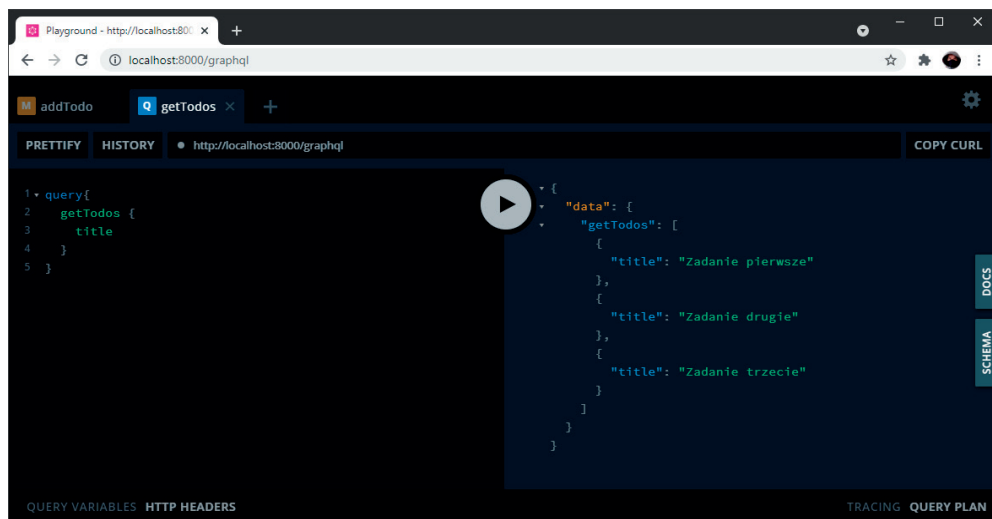 Playground - http://localhost:800
localhost:8000/graphql
M addTodo
Q getTodos
PRETTIFY HISTORY http://localhost:8000/graphql COPY CURL
1 query{
2 getTodos {
3 title
4 }
5 }
{
"data": {
"getTodos": [
{
"title": "Zadanie pierwsze"
},
{
"title": "Zadanie drugie"
},
{
"title": "Zadanie trzecie"
}
]
}
}
DOCS
SCHEMA
QUERY VARIABLES HTTP HEADERS
TRACING QUERY PLAN